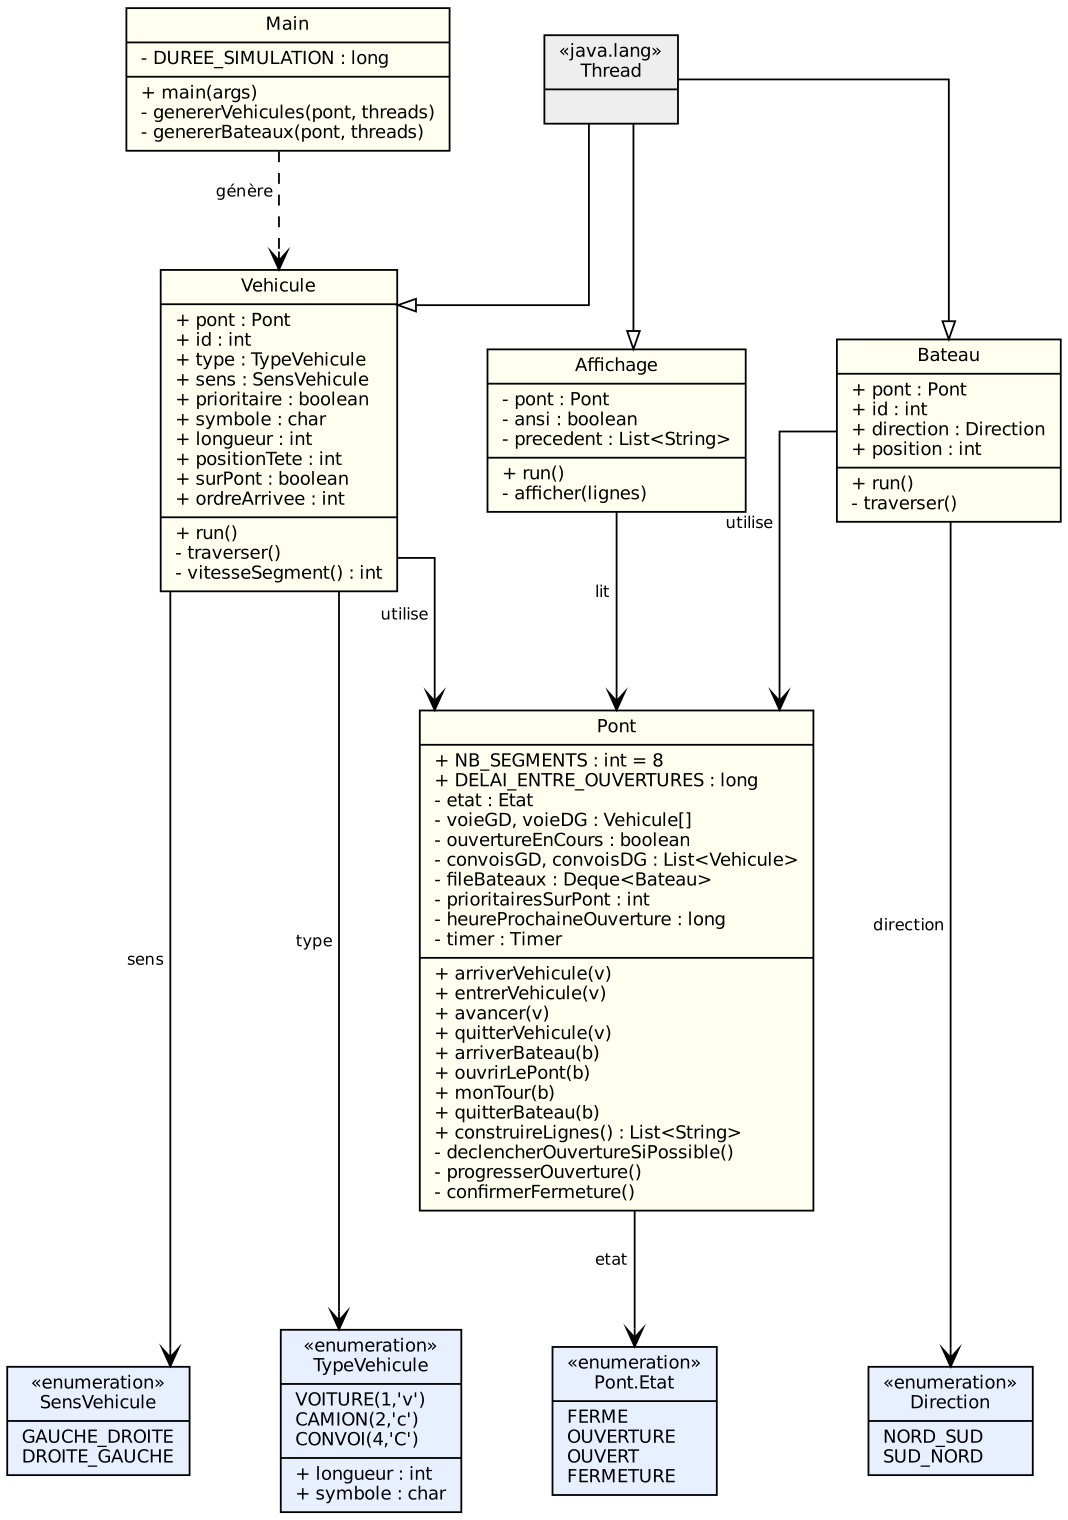 Main
- DUREE_SIMULATION : long
+ main(args)
- genererVehicules(pont, threads)
- genererBateaux(pont, threads)
«java.lang»
Thread
génère
Vehicule
+ pont : Pont
+ id : int
+ type : TypeVehicule
+ sens : SensVehicule
+ prioritaire : boolean
+ symbole : char
+ longueur : int
+ positionTete : int
+ surPont : boolean
+ ordreArrivee : int
+ run()
- traverser()
- vitesseSegment() : int
Affichage
- pont : Pont
- ansi : boolean
- precedent : List<String>
+ run()
- afficher(lignes)
Bateau
+ pont : Pont
+ id : int
+ direction : Direction
+ position : int
+ run()
- traverser()
utilise
lit
utilise
Pont
+ NB_SEGMENTS : int = 8
+ DELAI_ENTRE_OUVERTURES : long
- etat : Etat
- voieGD, voieDG : Vehicule[]
- ouvertureEnCours : boolean
- convoisGD, convoisDG : List<Vehicule>
- fileBateaux : Deque<Bateau>
- prioritairesSurPont : int
- heureProchaineOuverture : long
- timer : Timer
+ arriverVehicule(v)
+ entrerVehicule(v)
+ avancer(v)
+ quitterVehicule(v)
+ arriverBateau(b)
+ ouvrirLePont(b)
+ monTour(b)
+ quitterBateau(b)
+ construireLignes() : List<String>
- declencherOuvertureSiPossible()
- progresserOuverture()
- confirmerFermeture()
sens
type
direction
etat
«enumeration»
SensVehicule
GAUCHE_DROITE
DROITE_GAUCHE
«enumeration»
TypeVehicule
VOITURE(1,'v')
CAMION(2,'c')
CONVOI(4,'C')
+ longueur : int
+ symbole : char
«enumeration»
Pont.Etat
FERME
OUVERTURE
OUVERT
FERMETURE
«enumeration»
Direction
NORD_SUD
SUD_NORD